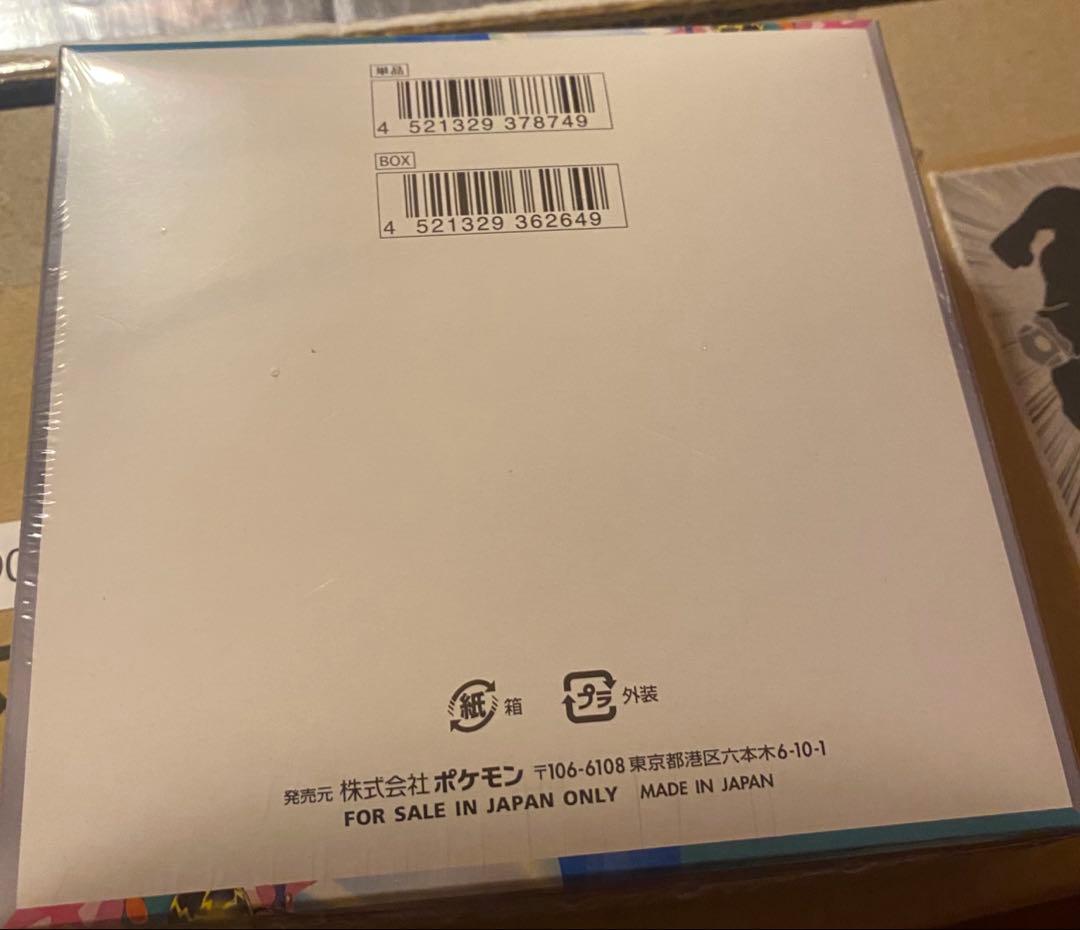 単品
4 521329 378749
BOX
4 521329 362649
紙 箱 プラ 外装
発売元 株式会社 ポケモン 〒106-6108 東京都港区六本木6-10-1
FOR SALE IN JAPAN ONLY MADE IN JAPAN